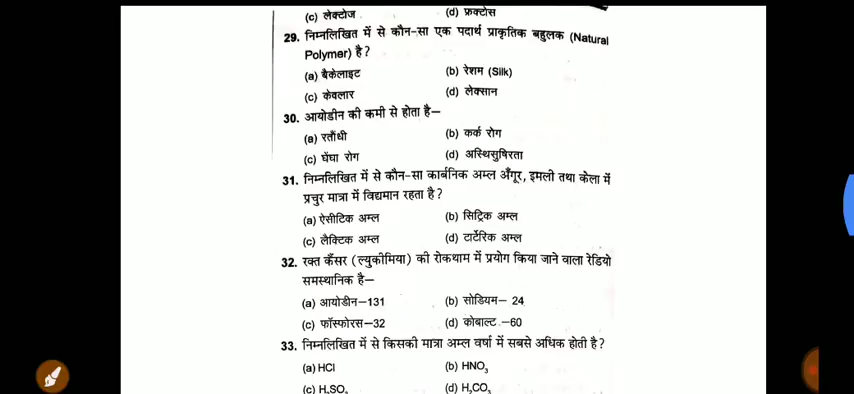 (c) लेक्टोज (d) फ्रक्टोस
29. निम्नलिखित में से कौन-सा एक पदार्थ प्राकृतिक बहुलक (Natural
Polymer) है?
(a) बैकेलाइट (b) रेशम (Silk)
(c) केवलार (d) लेक्सान
30. आयोडीन की कमी से होता है—
(a) रतौंधी (b) कर्क रोग
(c) घेंघा रोग (d) अस्थिसुषिरता
31. निम्नलिखित में से कौन-सा कार्बनिक अम्ल अँगूर, इमली तथा केला में
प्रचुर मात्रा में विद्यमान रहता है?
(a) ऐसीटिक अम्ल (b) सिट्रिक अम्ल
(c) लैक्टिक अम्ल (d) टार्टेरिक अम्ल
32. रक्त कैंसर (ल्युकीमिया) की रोकथाम में प्रयोग किया जाने वाला रेडियो
समस्थानिक है—
(a) आयोडीन—131 (b) सोडियम— 24
(c) फॉस्फोरस—32 (d) कोबाल्ट —60
33. निम्नलिखित में से किसकी मात्रा अम्ल वर्षा में सबसे अधिक होती है?
(a) HCl (b) HNO₃
(c) H₂SO₄ (d) H₂CO₃